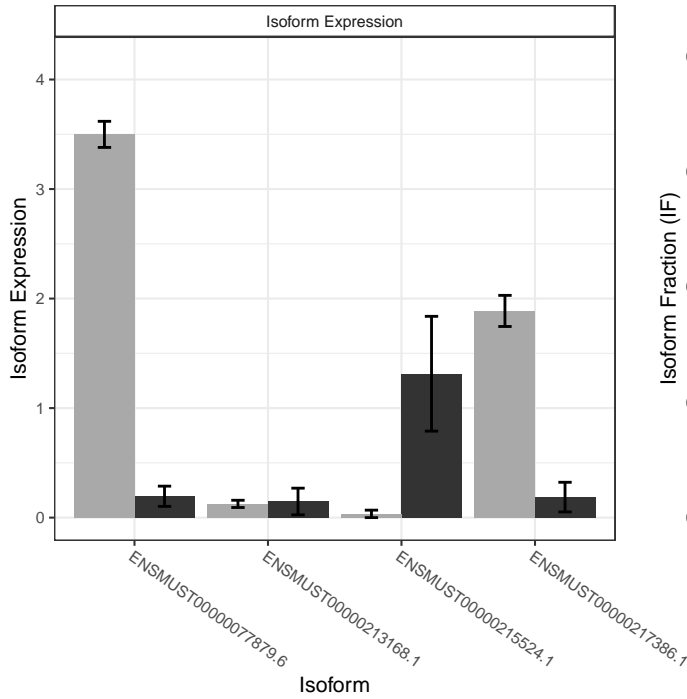 Isoform Expression
4
3
2
1
0
Isoform Expression
ENSMUST00000077879.6
ENSMUST00000213168.1
ENSMUST00000215524.1
ENSMUST00000217386.1
Isoform
Isoform Fraction (IF)